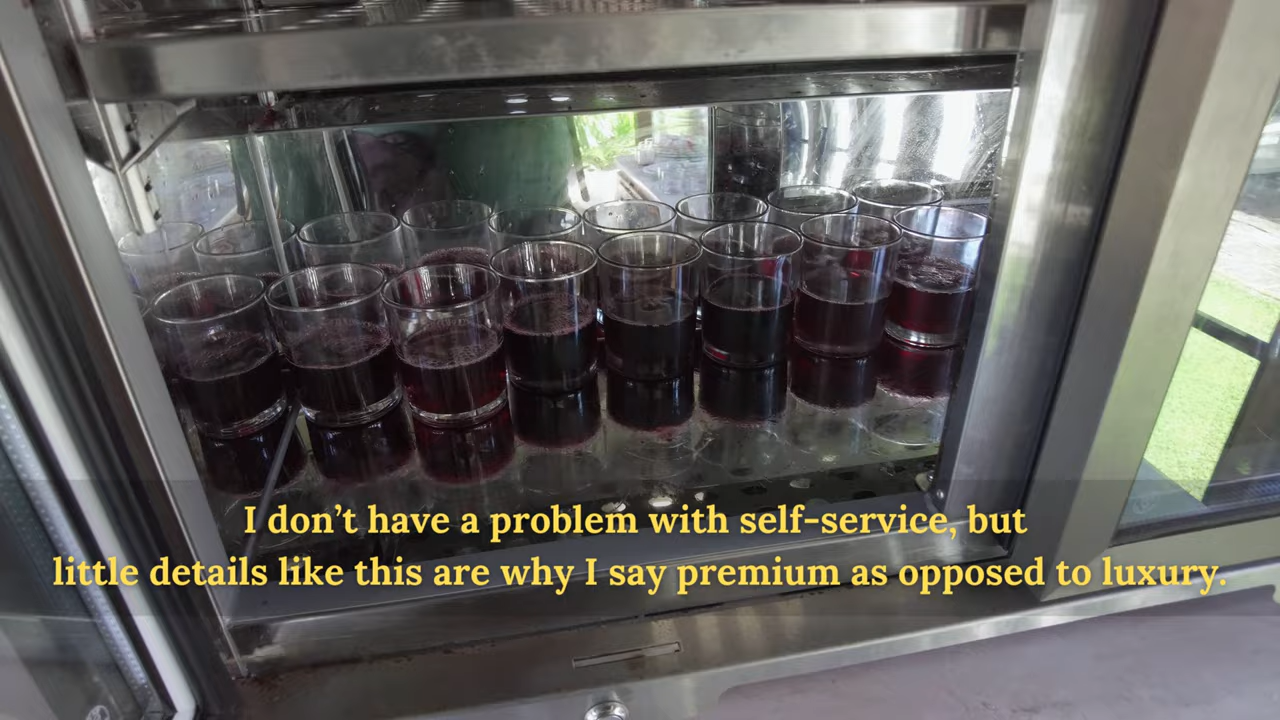 I don’t have a problem with self-service, but
little details like this are why I say premium as opposed to luxury.